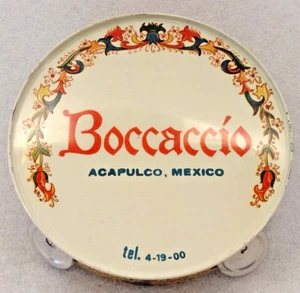 Boccaccio
ACAPULCO, MEXICO
tel. 4-19-00